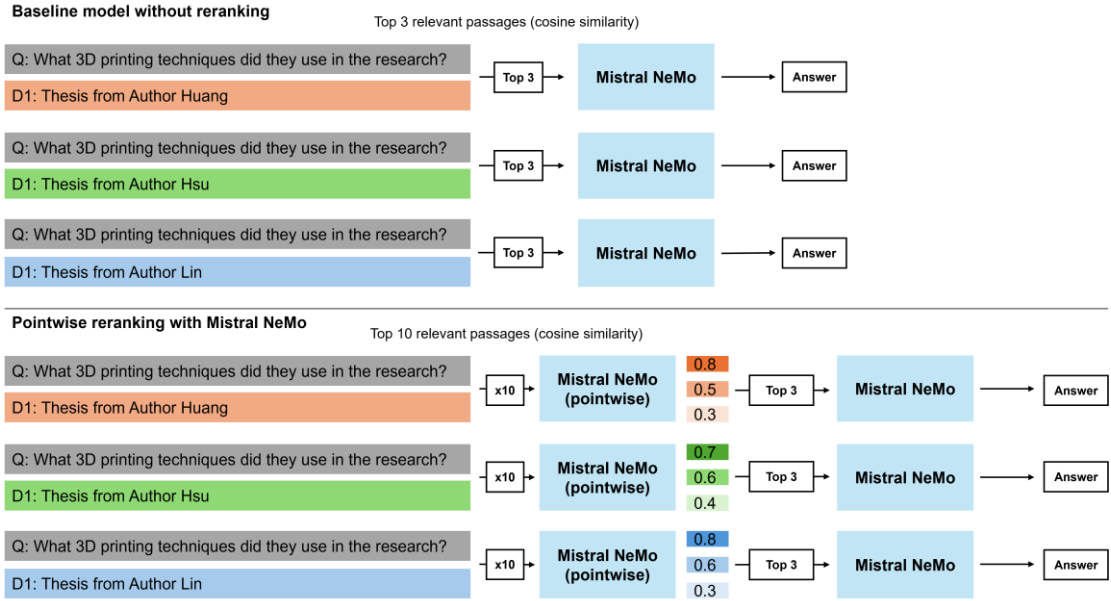 Baseline model without reranking
Top 3 relevant passages (cosine similarity)
Q: What 3D printing techniques did they use in the research?
D1: Thesis from Author Huang
Top 3
Mistral NeMo
Answer
Q: What 3D printing techniques did they use in the research?
D1: Thesis from Author Hsu
Top 3
Mistral NeMo
Answer
Q: What 3D printing techniques did they use in the research?
D1: Thesis from Author Lin
Top 3
Mistral NeMo
Answer
Pointwise reranking with Mistral NeMo
Top 10 relevant passages (cosine similarity)
Q: What 3D printing techniques did they use in the research?
D1: Thesis from Author Huang
x10
Mistral NeMo
(pointwise)
0.8
0.5
0.3
Top 3
Mistral NeMo
Answer
Q: What 3D printing techniques did they use in the research?
D1: Thesis from Author Hsu
x10
Mistral NeMo
(pointwise)
0.7
0.6
0.4
Top 3
Mistral NeMo
Answer
Q: What 3D printing techniques did they use in the research?
D1: Thesis from Author Lin
x10
Mistral NeMo
(pointwise)
0.8
0.6
0.3
Top 3
Mistral NeMo
Answer